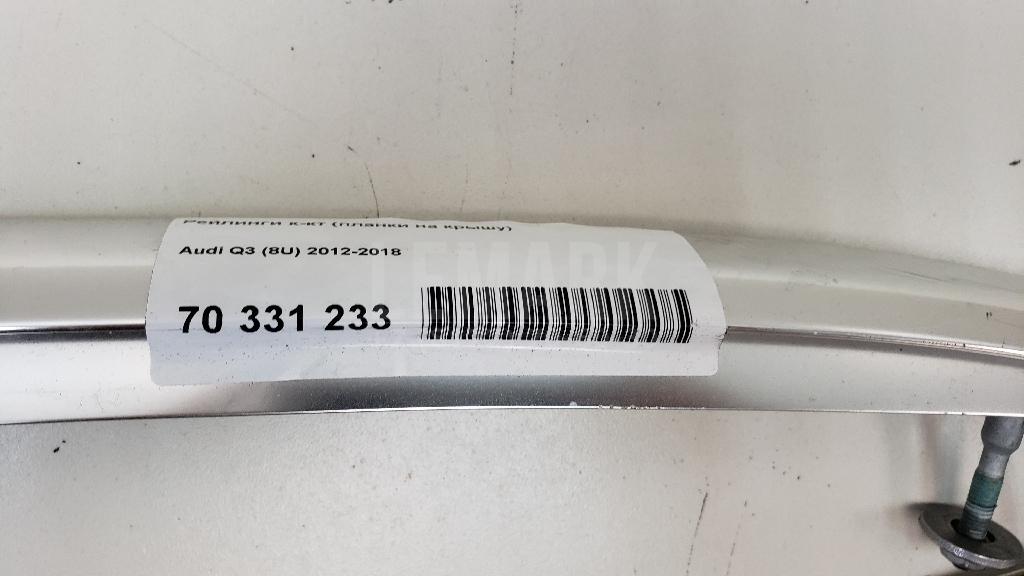 Рейлинги к-кт (планки на крышу)
Audi Q3 (8U) 2012-2018
70 331 233